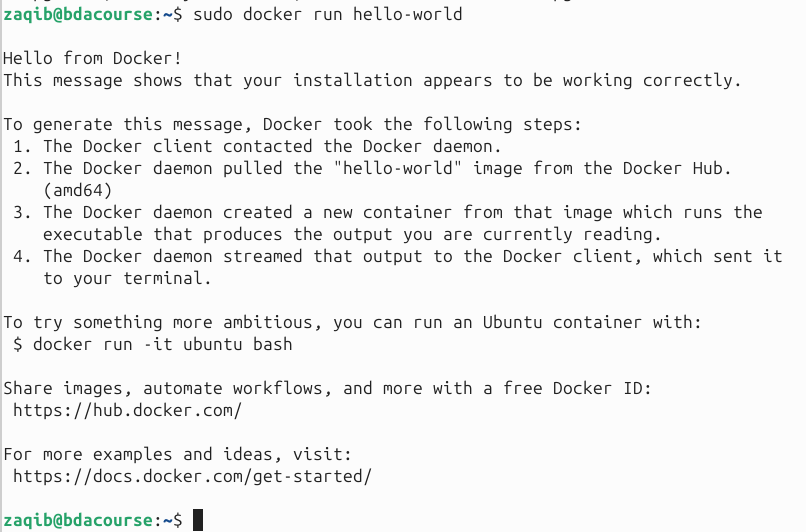 zaqib@bdacourse:~$ sudo docker run hello-world
Hello from Docker!
This message shows that your installation appears to be working correctly.
To generate this message, Docker took the following steps:
1. The Docker client contacted the Docker daemon.
2. The Docker daemon pulled the "hello-world" image from the Docker Hub.
(amd64)
3. The Docker daemon created a new container from that image which runs the
executable that produces the output you are currently reading.
4. The Docker daemon streamed that output to the Docker client, which sent it
to your terminal.
To try something more ambitious, you can run an Ubuntu container with:
$ docker run -it ubuntu bash
Share images, automate workflows, and more with a free Docker ID:
https://hub.docker.com/
For more examples and ideas, visit:
https://docs.docker.com/get-started/
zaqib@bdacourse:~$